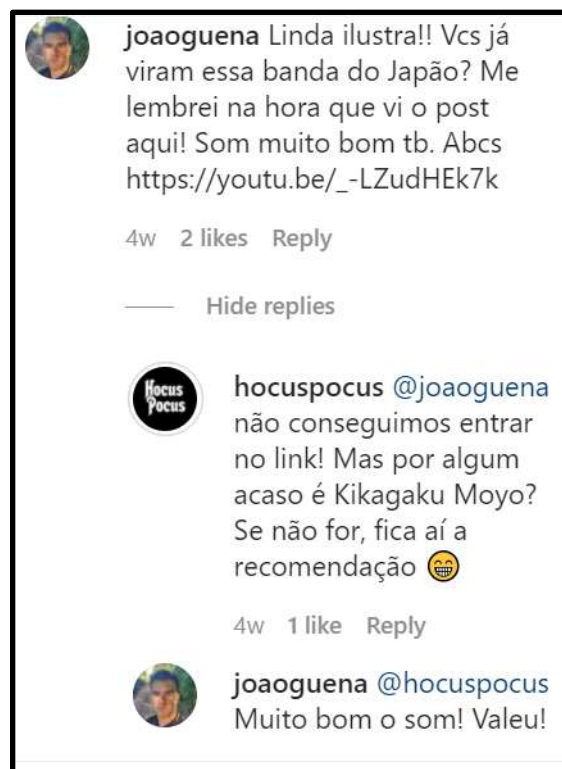 joaoguena Linda ilustra!! Vcs já
viram essa banda do Japão? Me
lembrei na hora que vi o post
aqui! Som muito bom tb. Abcs
https://youtu.be/_-LZudHEk7k
4w 2 likes Reply
Hide replies
Hocus
Pocus
hocuspocus @joaoguena
não conseguimos entrar
no link! Mas por algum
acaso é Kikagaku Moyo?
Se não for, fica aí a
recomendação 😁
4w 1 like Reply
joaoguena @hocuspocus
Muito bom o som! Valeu!